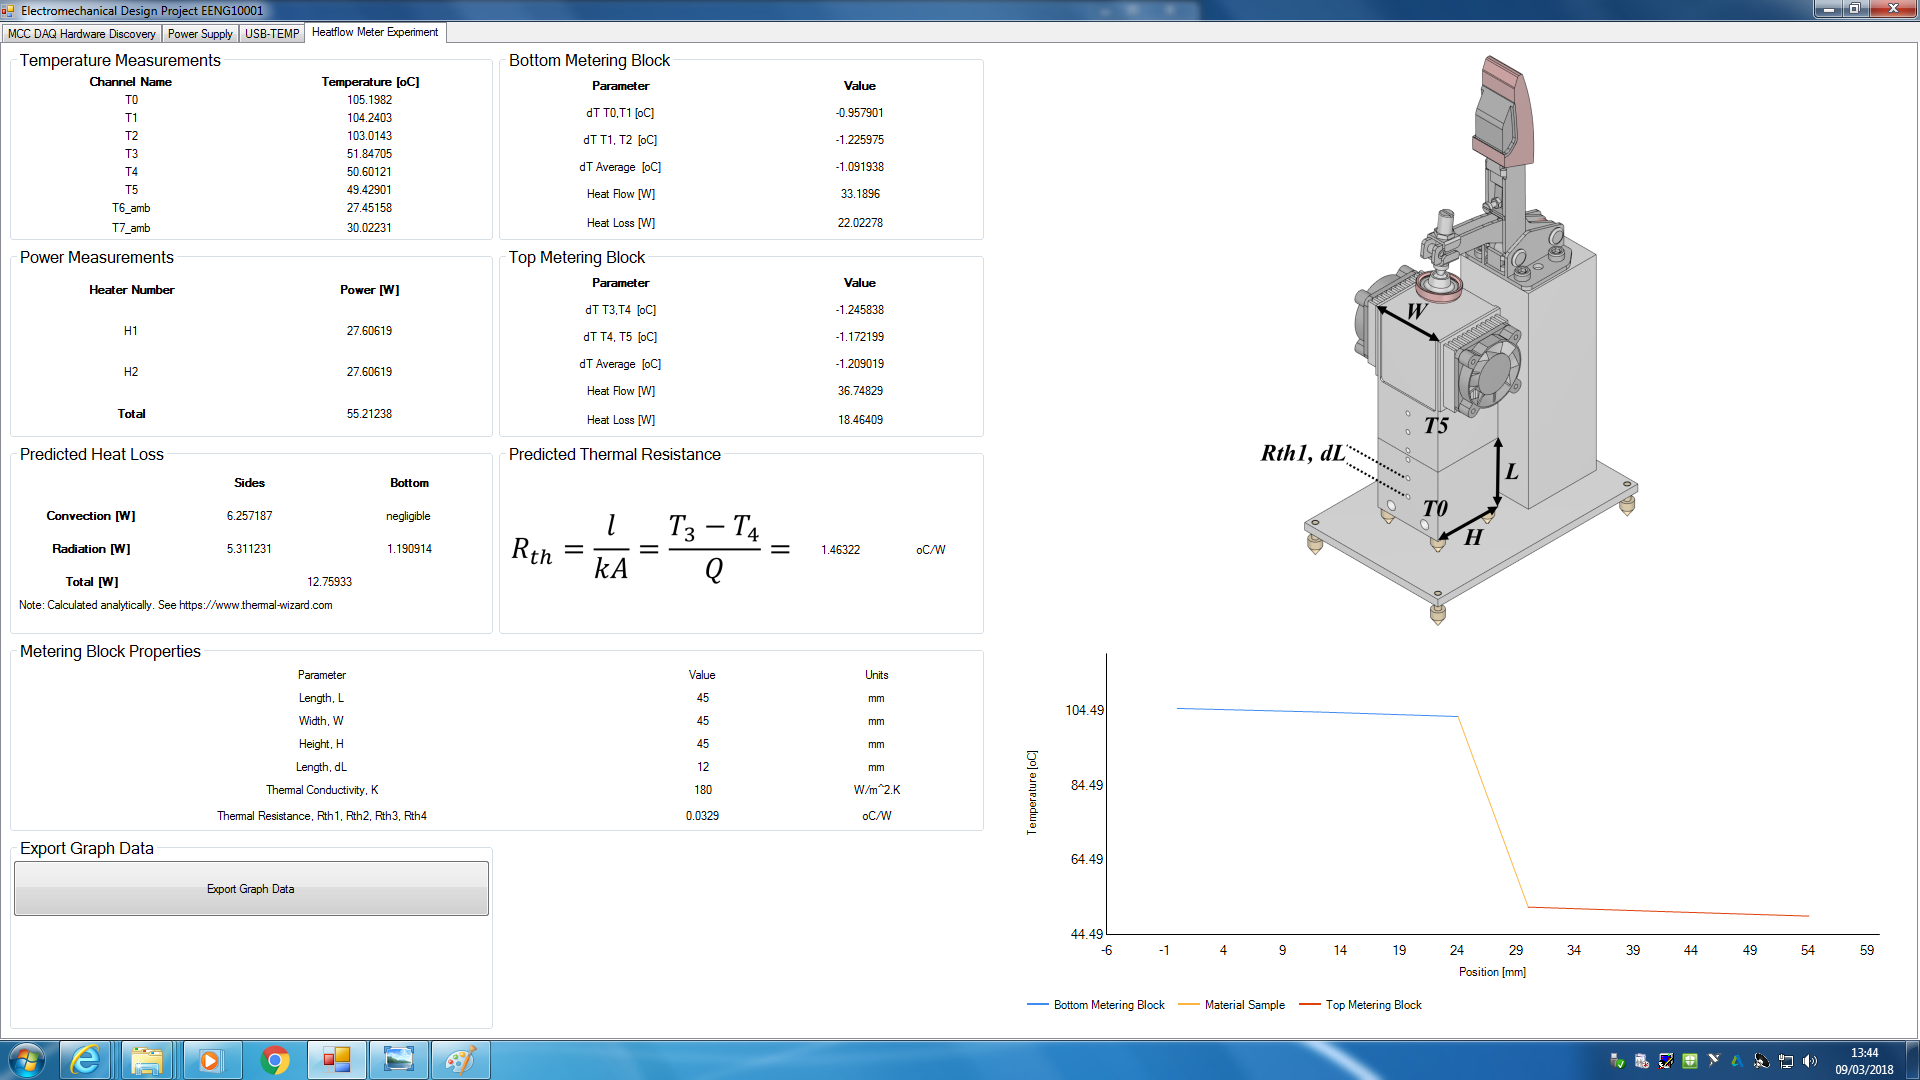 Electromechanical Design Project EENG10001
MCC DAQ Hardware Discovery Power Supply USB-TEMP Heatflow Meter Experiment
Temperature Measurements
Channel Name Temperature [oC]
T0 105.1982
T1 104.2403
T2 103.0143
T3 51.84705
T4 50.60121
T5 49.42901
T6_amb 27.45158
T7_amb 30.02231
Bottom Metering Block
Parameter Value
dT T0,T1 [oC] -0.957901
dT T1, T2 [oC] -1.225975
dT Average [oC] -1.091938
Heat Flow [W] 33.1896
Heat Loss [W] 22.02278
Power Measurements
Heater Number Power [W]
H1 27.60619
H2 27.60619
Total 55.21238
Top Metering Block
Parameter Value
dT T3,T4 [oC] -1.245838
dT T4, T5 [oC] -1.172199
dT Average [oC] -1.209019
Heat Flow [W] 36.74829
Heat Loss [W] 18.46409
Predicted Heat Loss
Sides Bottom
Convection [W] 6.257187 negligible
Radiation [W] 5.311231 1.190914
Total [W] 12.75933
Note: Calculated analytically. See https://www.thermal-wizard.com
Predicted Thermal Resistance
R_th = l/kA = T_3 − T_4/Q = 1.46322 oC/W
Metering Block Properties
Parameter Value Units
Length, L 45 mm
Width, W 45 mm
Height, H 45 mm
Length, dL 12 mm
Thermal Conductivity, K 180 W/m^2.K
Thermal Resistance, Rth1, Rth2, Rth3, Rth4 0.0329 oC/W
Export Graph Data
Export Graph Data
W
T5
Rth1, dL
L
T0
H
104.49
84.49
64.49
44.49
Temperature [oC]
-6 -1 4 9 14 19 24 29 34 39 44 49 54 59
Position [mm]
Bottom Metering Block Material Sample Top Metering Block
13:44
09/03/2018